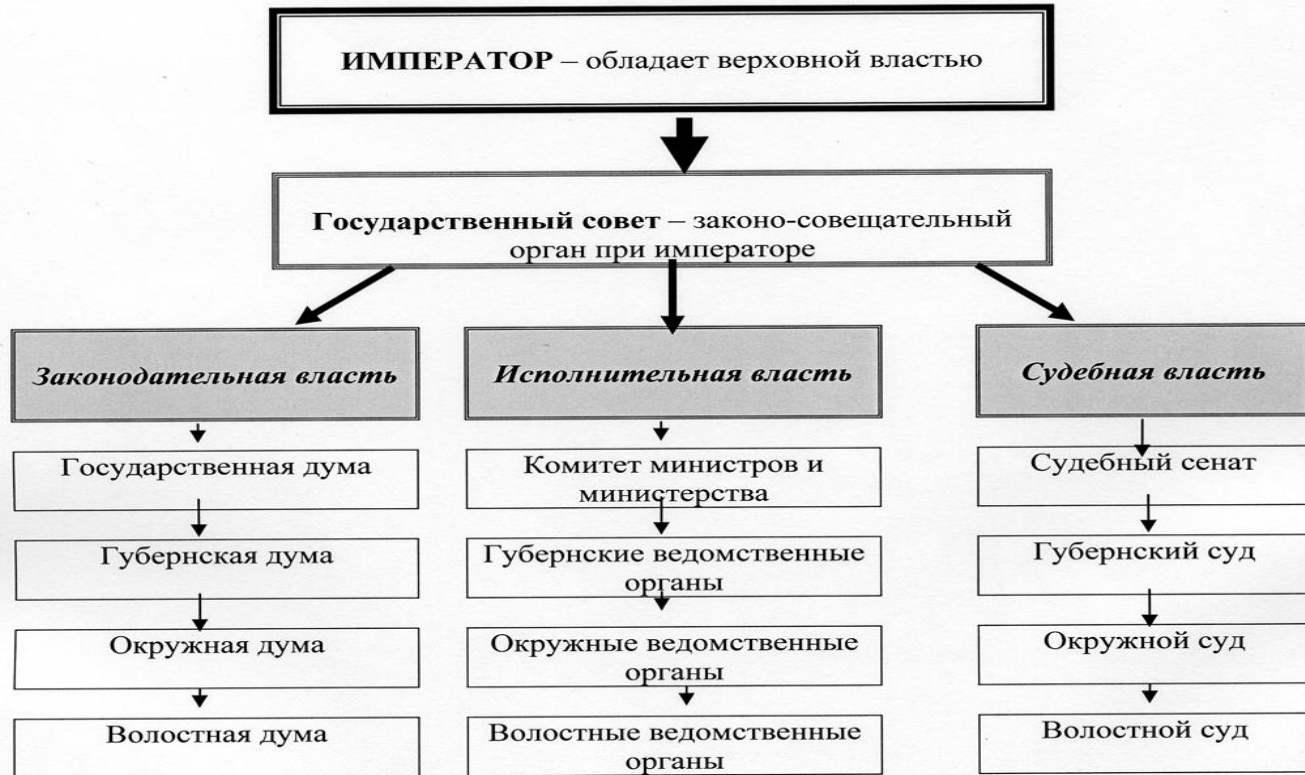 ИМПЕРАТОР – обладает верховной властью
Государственный совет – законо-совещательный
орган при императоре
Законодательная власть
Исполнительная власть
Судебная власть
Государственная дума
Комитет министров и
министерства
Судебный сенат
Губернская дума
Губернские ведомственные
органы
Губернский суд
Окружная дума
Окружные ведомственные
органы
Окружной суд
Волостная дума
Волостные ведомственные
органы
Волостной суд